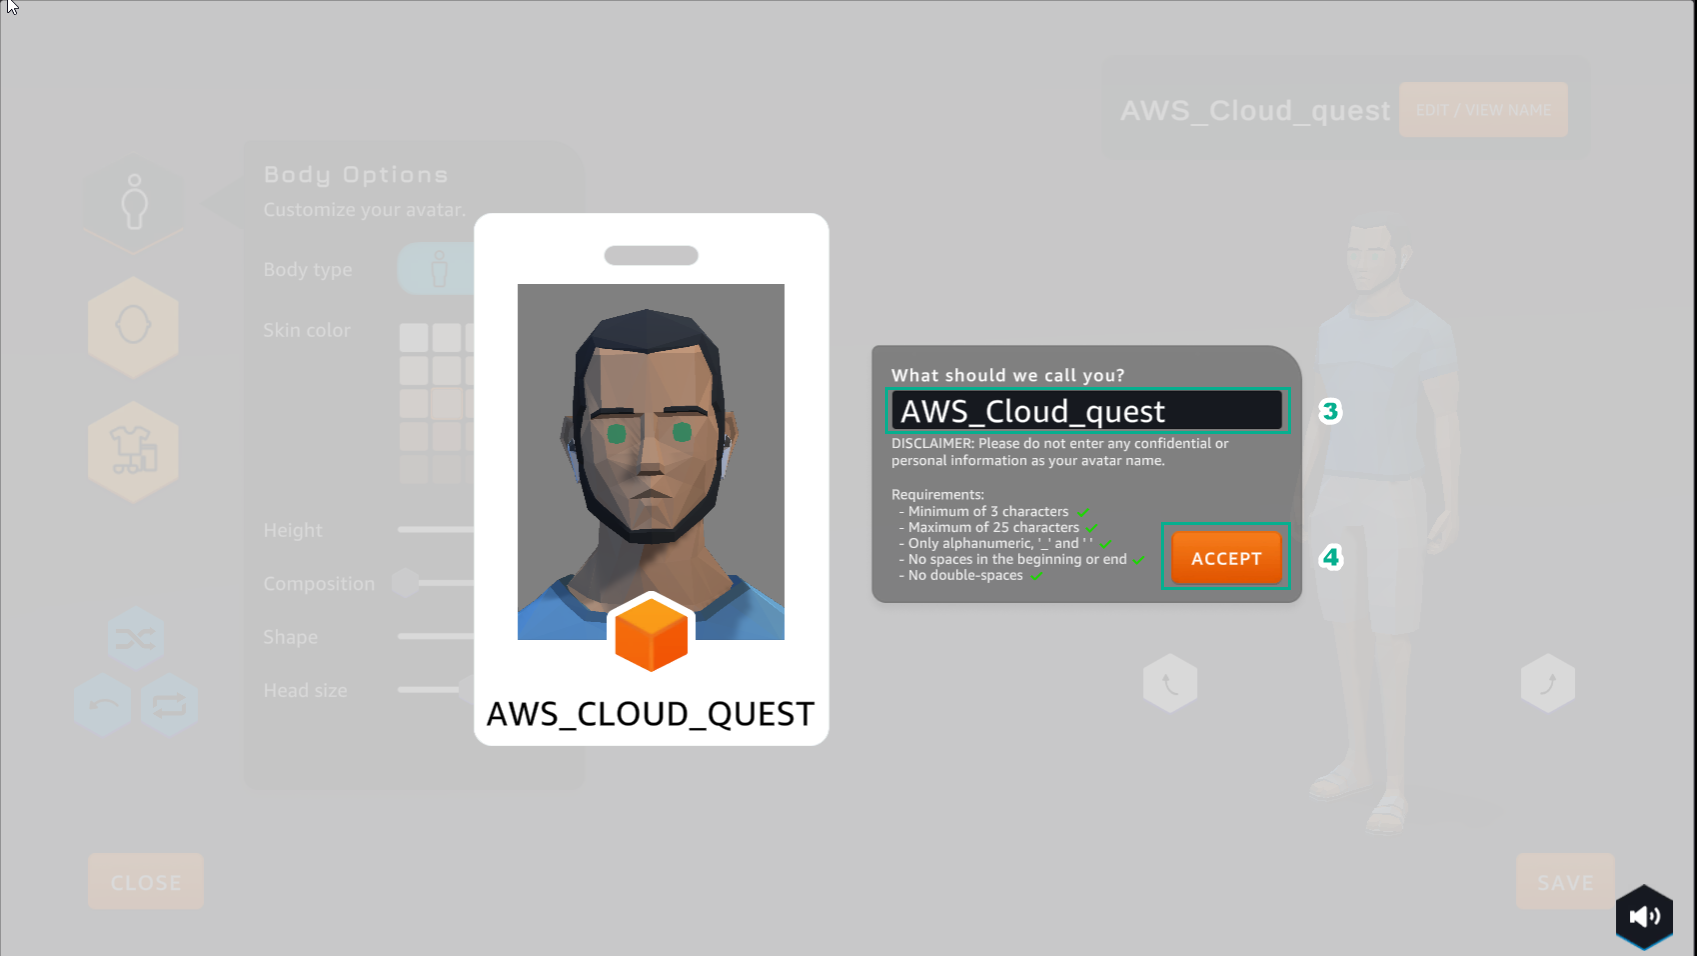 AWS_Cloud_quest
EDIT / VIEW NAME
Body Options
Customize your avatar.
Body type
Skin color
Height
Composition
Shape
Head size
AWS_CLOUD_QUEST
What should we call you?
AWS_Cloud_quest
3
DISCLAIMER: Please do not enter any confidential or
personal information as your avatar name.
Requirements:
- Minimum of 3 characters
- Maximum of 25 characters
- Only alphanumeric, '_' and ' '
- No spaces in the beginning or end
- No double-spaces
ACCEPT
4
CLOSE
SAVE